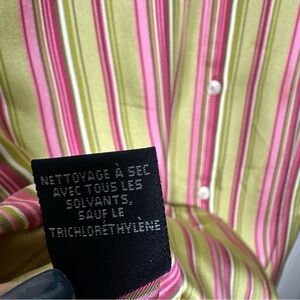 NETTOYAGE À SEC
AVEC TOUS LES
SOLVANTS,
SAUF LE
TRICHLORÉTHYLÈNE